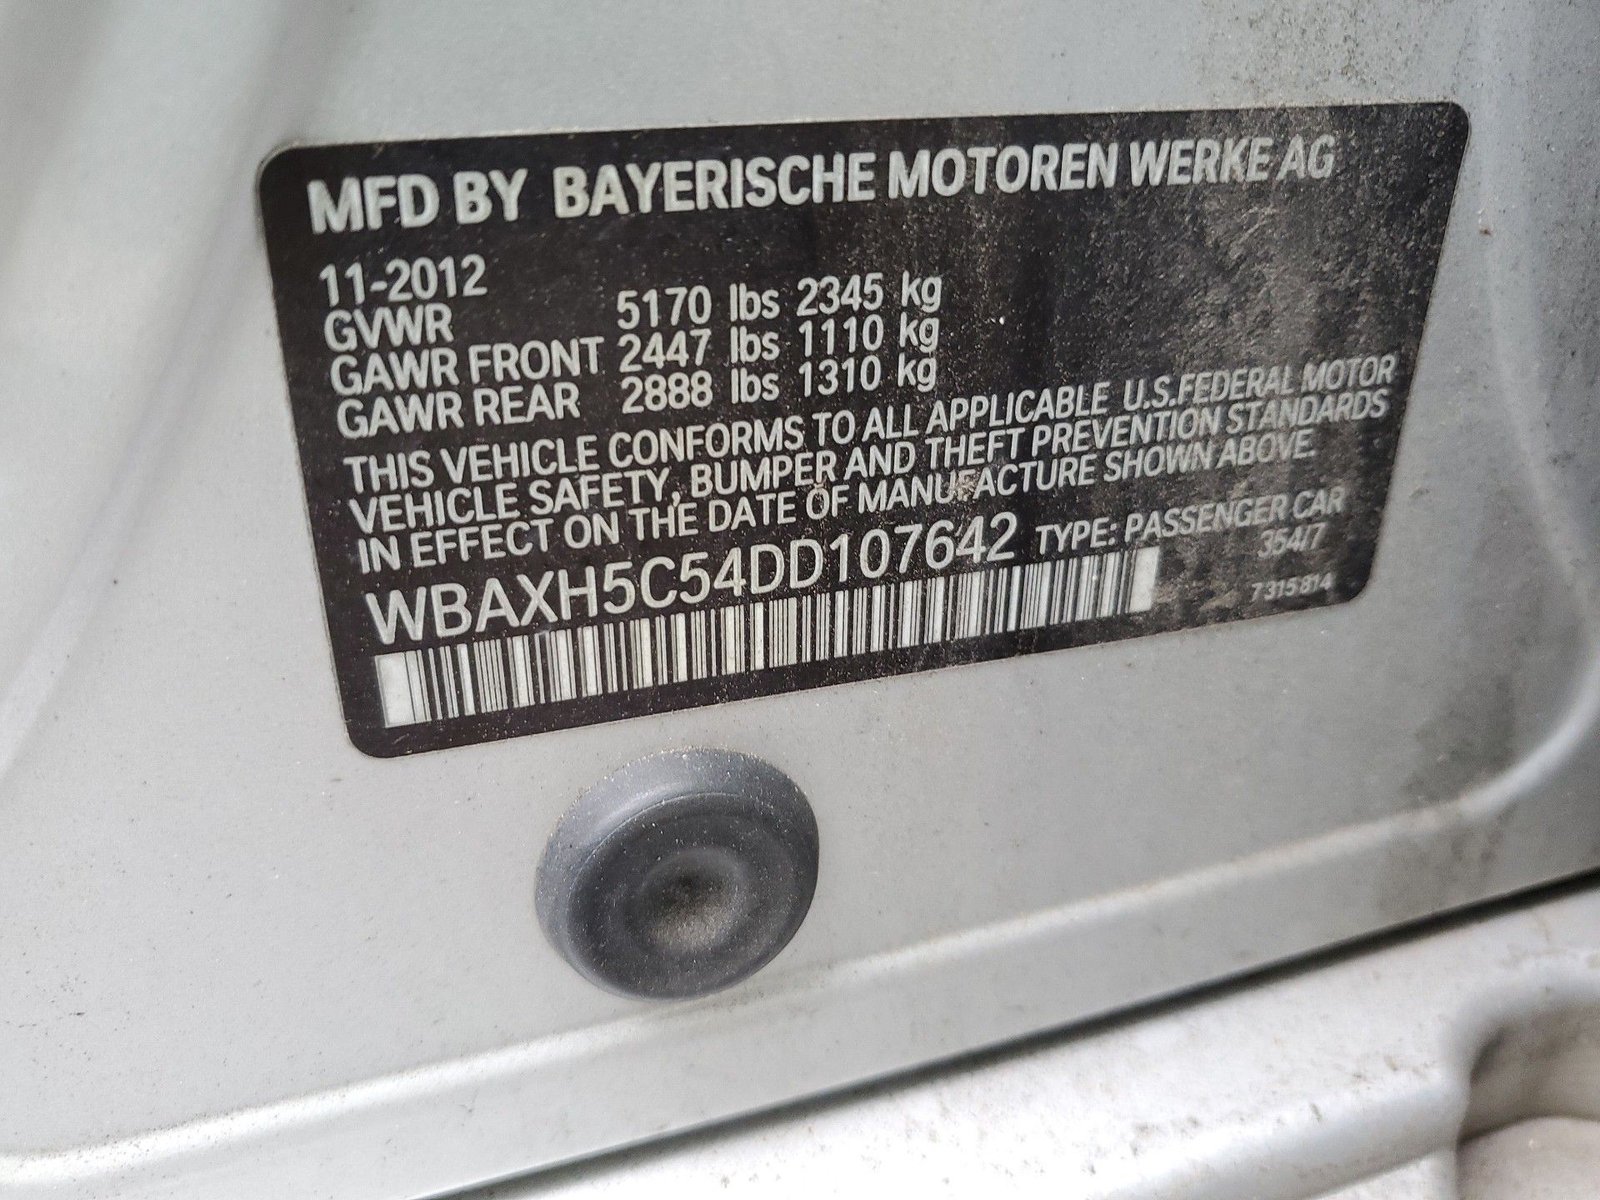 MFD BY BAYERISCHE MOTOREN WERKE AG
11-2012
GVWR 5170 lbs 2345 kg
GAWR FRONT 2447 lbs 1110 kg
GAWR REAR 2888 lbs 1310 kg
THIS VEHICLE CONFORMS TO ALL APPLICABLE U.S.FEDERAL MOTOR
VEHICLE SAFETY, BUMPER AND THEFT PREVENTION STANDARDS
IN EFFECT ON THE DATE OF MANUFACTURE SHOWN ABOVE.
WBAXH5C54DD107642 TYPE: PASSENGER CAR
354/7
7315814